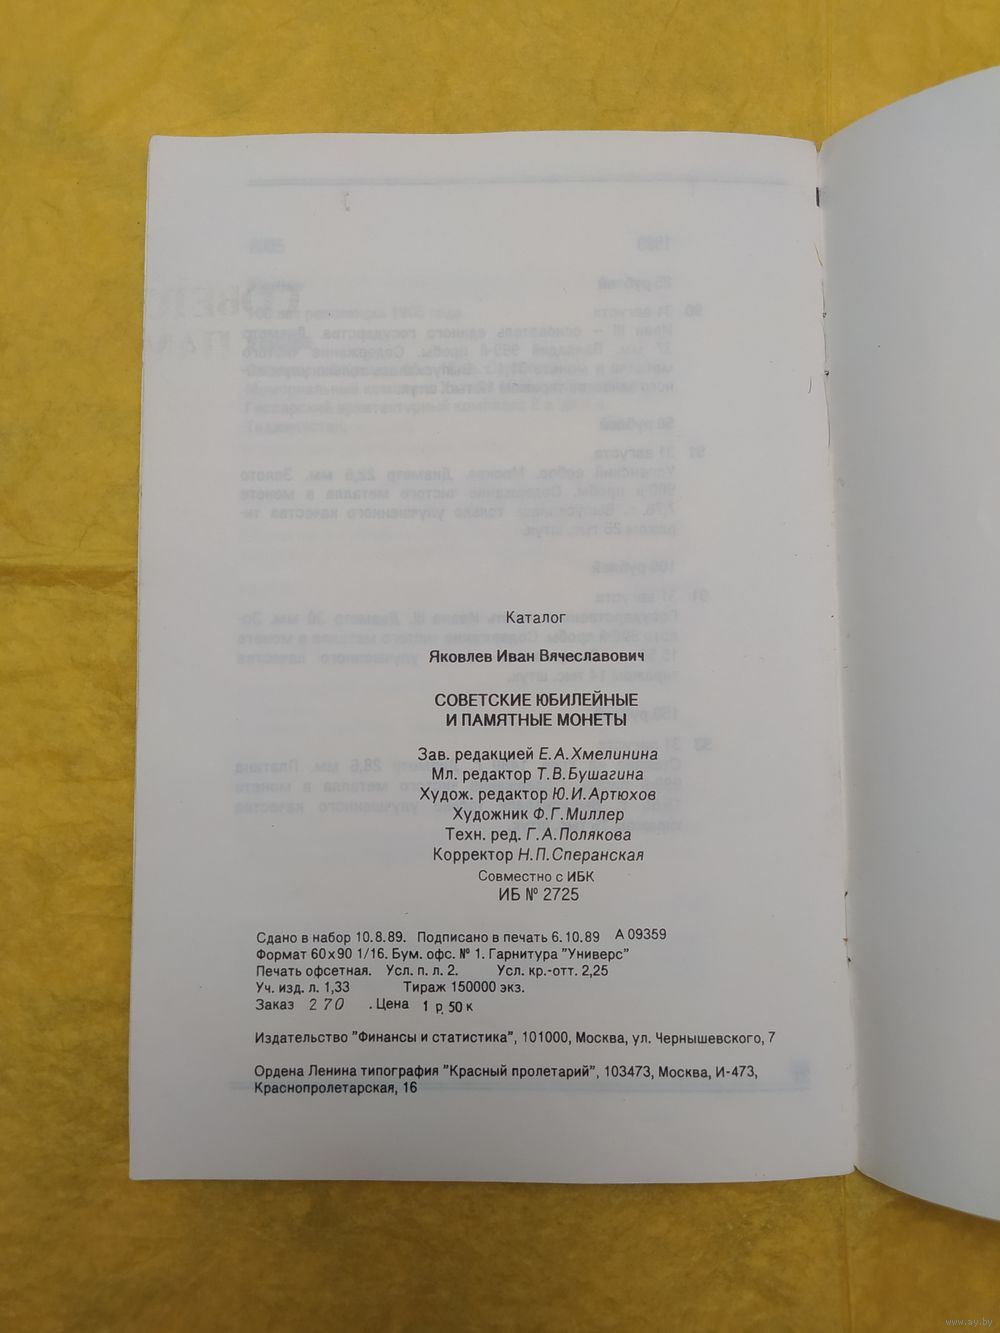 Каталог
Яковлев Иван Вячеславович
СОВЕТСКИЕ ЮБИЛЕЙНЫЕ
И ПАМЯТНЫЕ МОНЕТЫ
Зав. редакцией Е.А.Хмелинина
Мл. редактор Т.В.Бушагина
Худож. редактор Ю.И.Артюхов
Художник Ф.Г.Миллер
Техн. ред. Г.А.Полякова
Корректор Н.П.Сперанская
Совместно с ИБК
ИБ № 2725
Сдано в набор 10.8.89. Подписано в печать 6.10.89 А 09359
Формат 60х90 1/16. Бум. офс. № 1. Гарнитура "Универс"
Печать офсетная. Усл. п. л. 2. Усл. кр.-отт. 2,25
Уч. изд. л. 1,33 Тираж 150000 экз.
Заказ 270 . Цена 1 р. 50 к
Издательство "Финансы и статистика", 101000, Москва, ул. Чернышевского, 7
Ордена Ленина типография "Красный пролетарий", 103473, Москва, И-473,
Краснопролетарская, 16
www.ay.by